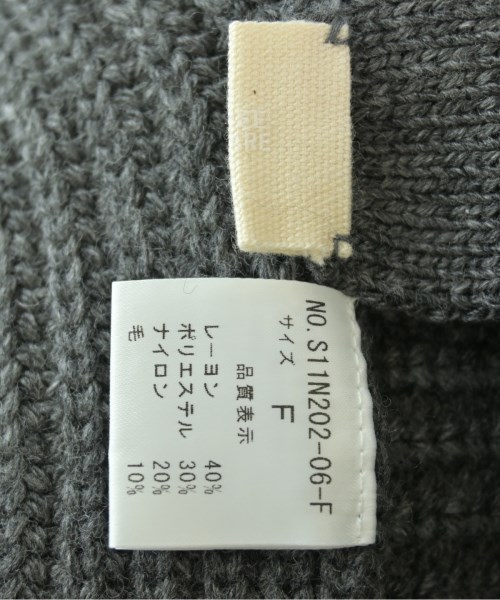 NO. S11N202-06-F
サイズ
F
品質表示
レーヨン 40%
ポリエステル 30%
ナイロン 20%
毛 10%